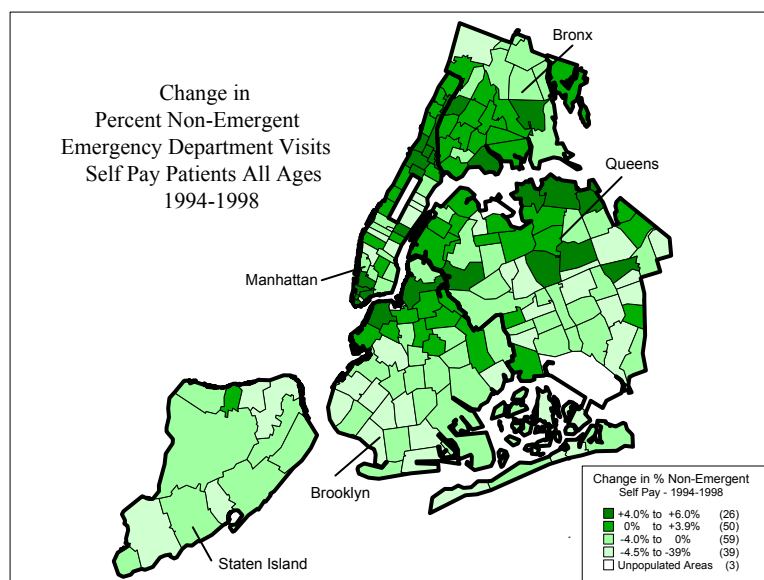 Change in
Percent Non-Emergent
Emergency Department Visits
Self Pay Patients All Ages
1994-1998
Bronx
Queens
Manhattan
Brooklyn
Staten Island
Change in % Non-Emergent
Self Pay - 1994-1998
+4.0% to +6.0% (26)
0% to +3.9% (50)
-4.0% to 0% (59)
-4.5% to -39% (39)
Unpopulated Areas (3)